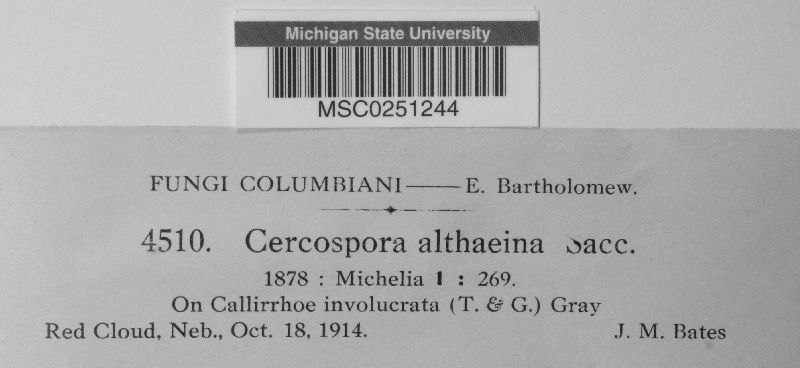 Michigan State University
MSC0251244
FUNGI COLUMBIANI—E. Bartholomew.
4510. Cercospora althaeina Sacc.
1878 : Michelia 1 : 269.
On Callirrhoe involucrata (T. & G.) Gray
Red Cloud, Neb., Oct. 18, 1914. J. M. Bates